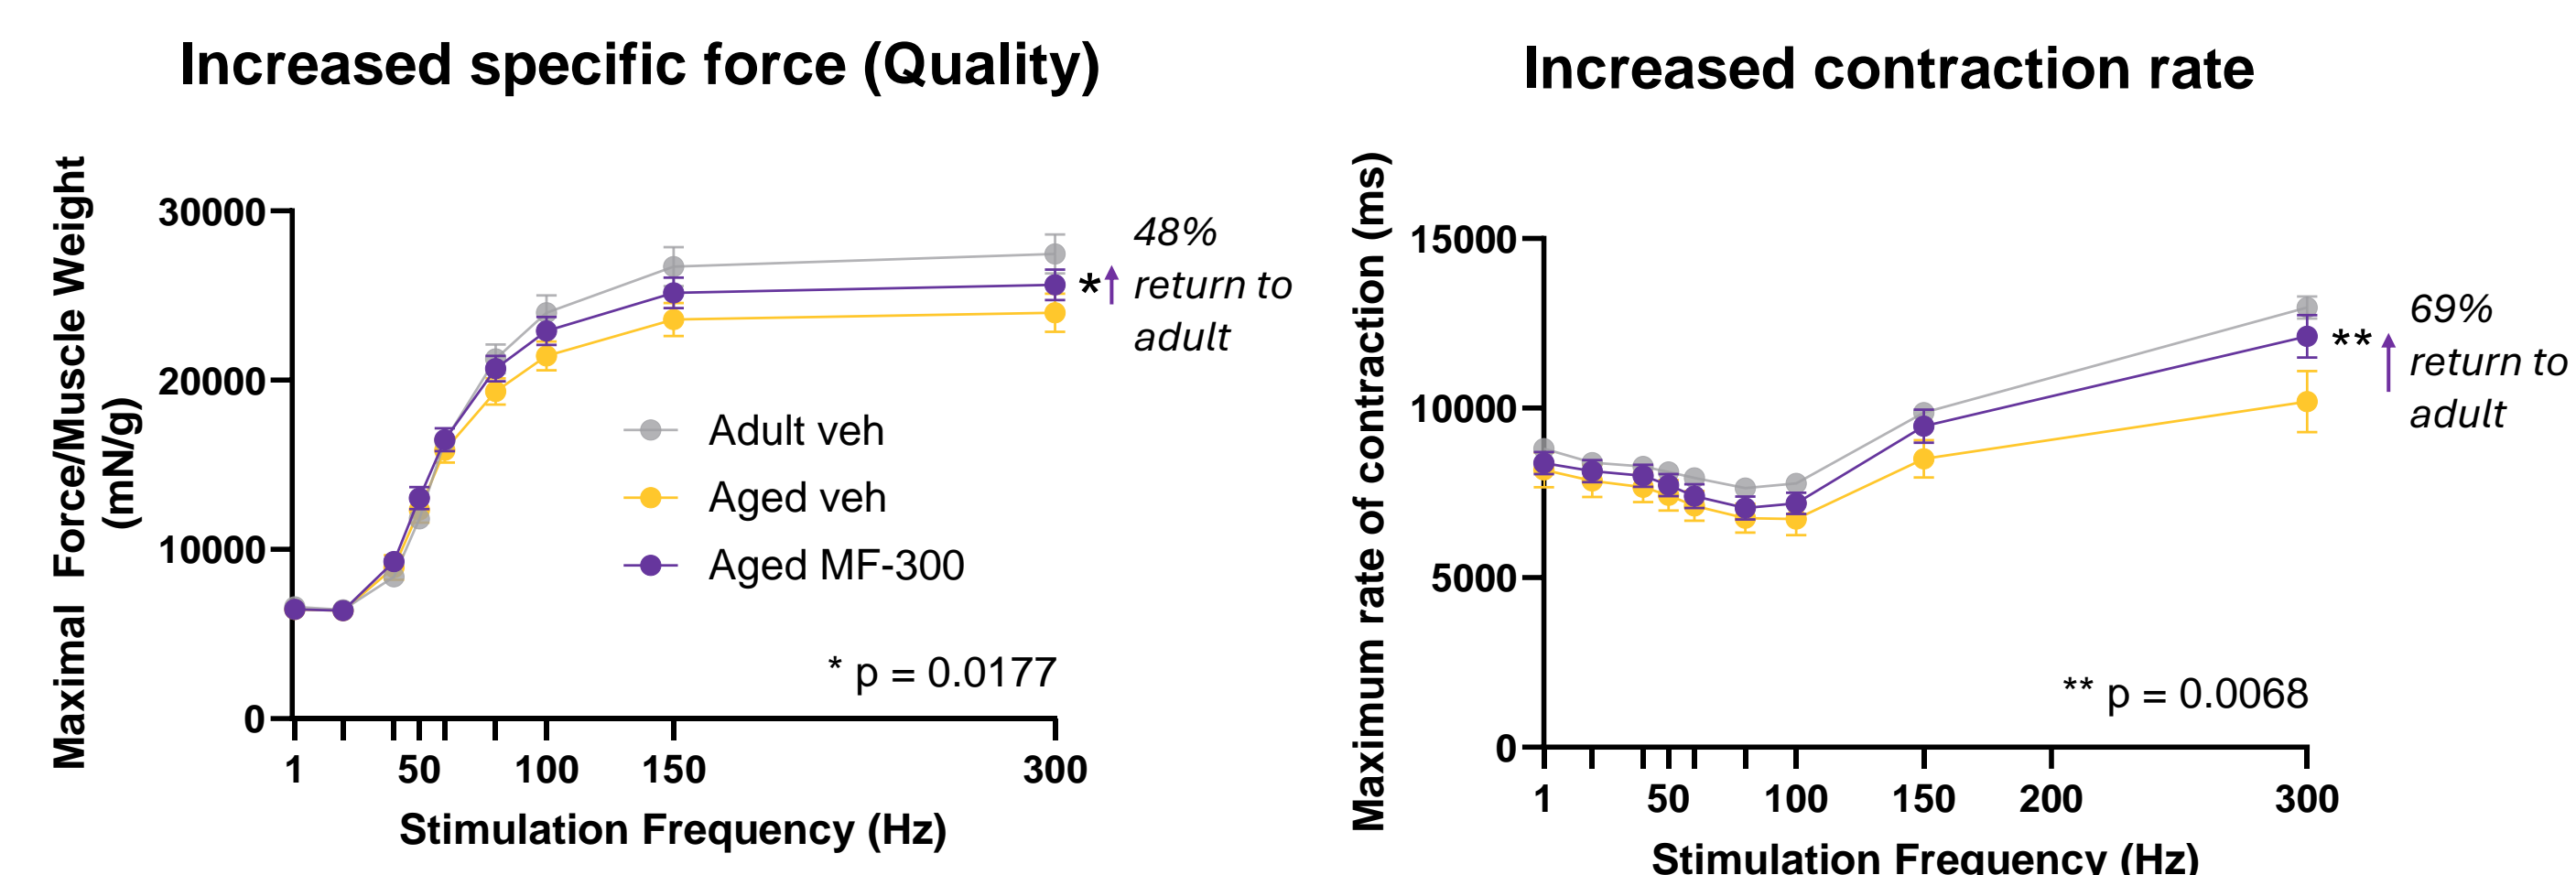 Increased specific force (Quality)
Maximal Force/Muscle Weight
(mN/g)
30000
20000
10000
0
1
50
100
150
300
Stimulation Frequency (Hz)
Adult veh
Aged veh
Aged MF-300
* p = 0.0177
*
48%
return to
adult
Increased contraction rate
Maximum rate of contraction (ms)
15000
10000
5000
0
1
50
100
150
200
300
Stimulation Frequency (Hz)
** p = 0.0068
**
69%
return to
adult